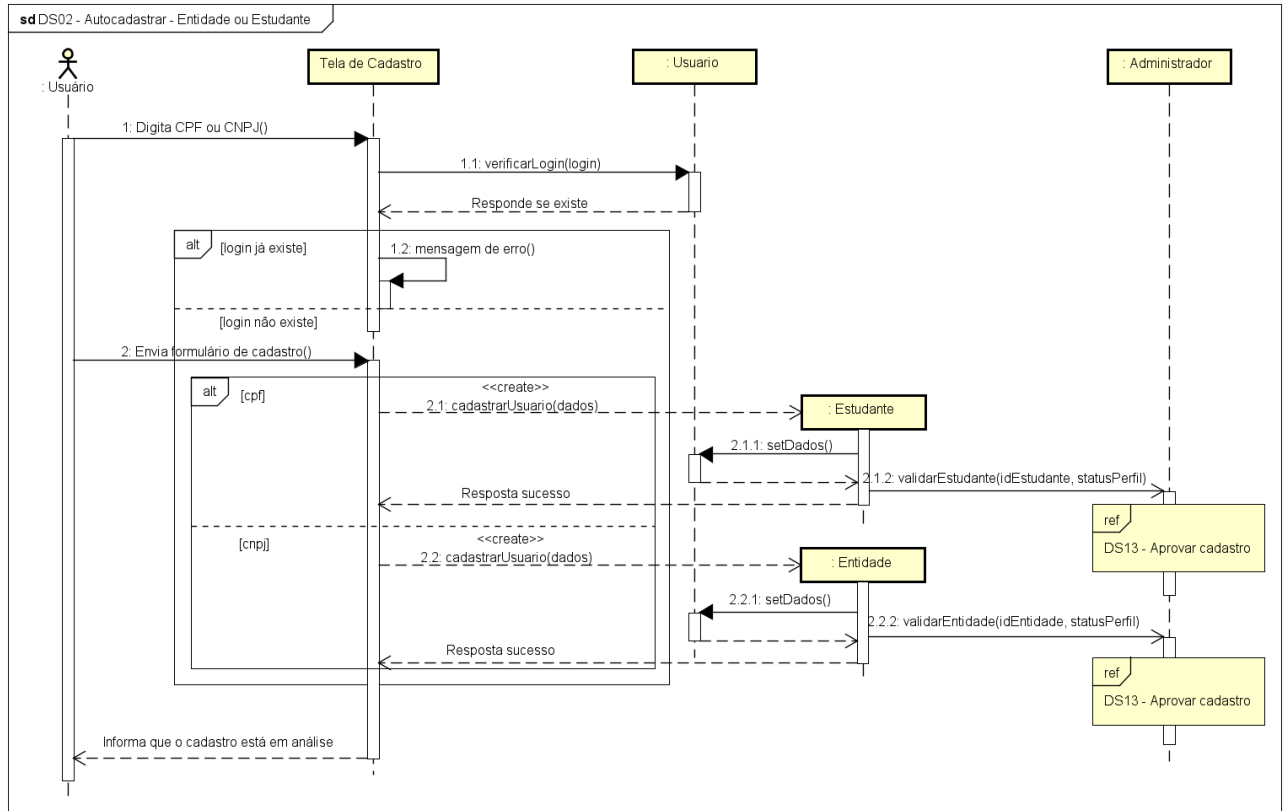 sd DS02 - Autocadastrar - Entidade ou Estudante
: Usuário
Tela de Cadastro
: Usuario
: Administrador
1: Digita CPF ou CNPJ()
1.1: verificarLogin(login)
Responde se existe
alt
[login já existe]
1.2: mensagem de erro()
[login não existe]
2: Envia formulário de cadastro()
alt
[cpf]
<<create>>
2.1: cadastrarUsuario(dados)
: Estudante
2.1.1: setDados()
2.1.2: validarEstudante(idEstudante, statusPerfil)
Resposta sucesso
ref
DS13 - Aprovar cadastro
[cnpj]
<<create>>
2.2: cadastrarUsuario(dados)
: Entidade
2.2.1: setDados()
2.2.2: validarEntidade(idEntidade, statusPerfil)
Resposta sucesso
ref
DS13 - Aprovar cadastro
Informa que o cadastro está em análise